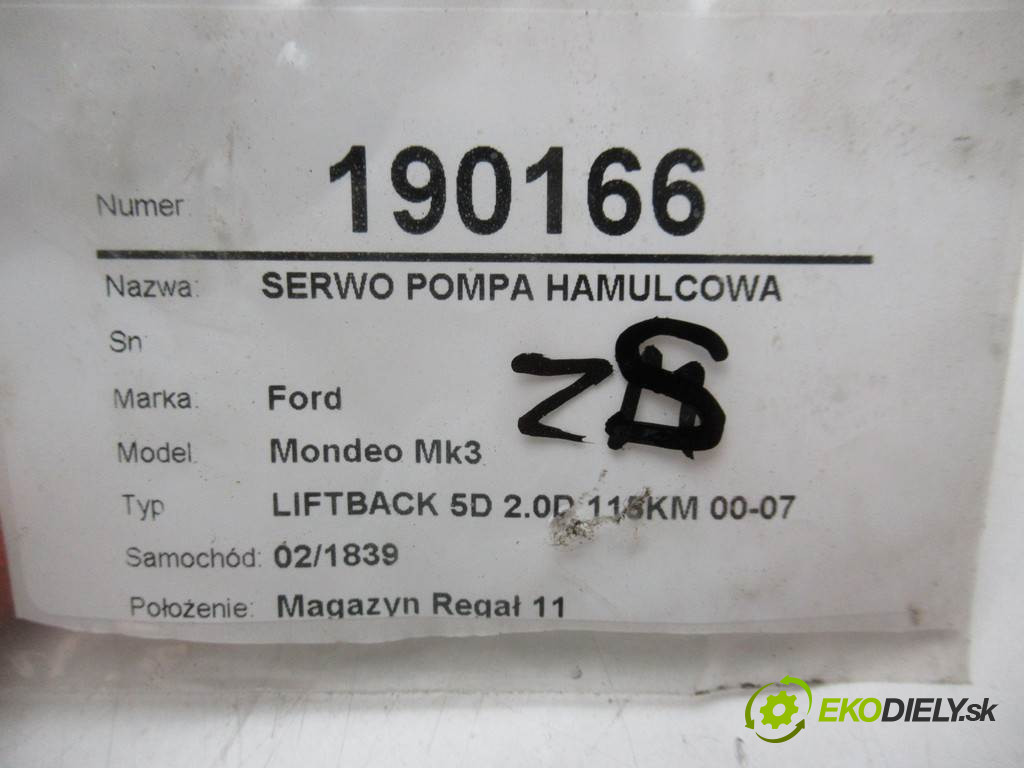 Numer 190166
Nazwa: SERWO POMPA HAMULCOWA
Sn
Marka: Ford
Model Mondeo Mk3
Typ LIFTBACK 5D 2.0D 115KM 00-07
Samochód: 02/1839
Położenie: Magazyn Regał 11
EKODIELY.sk